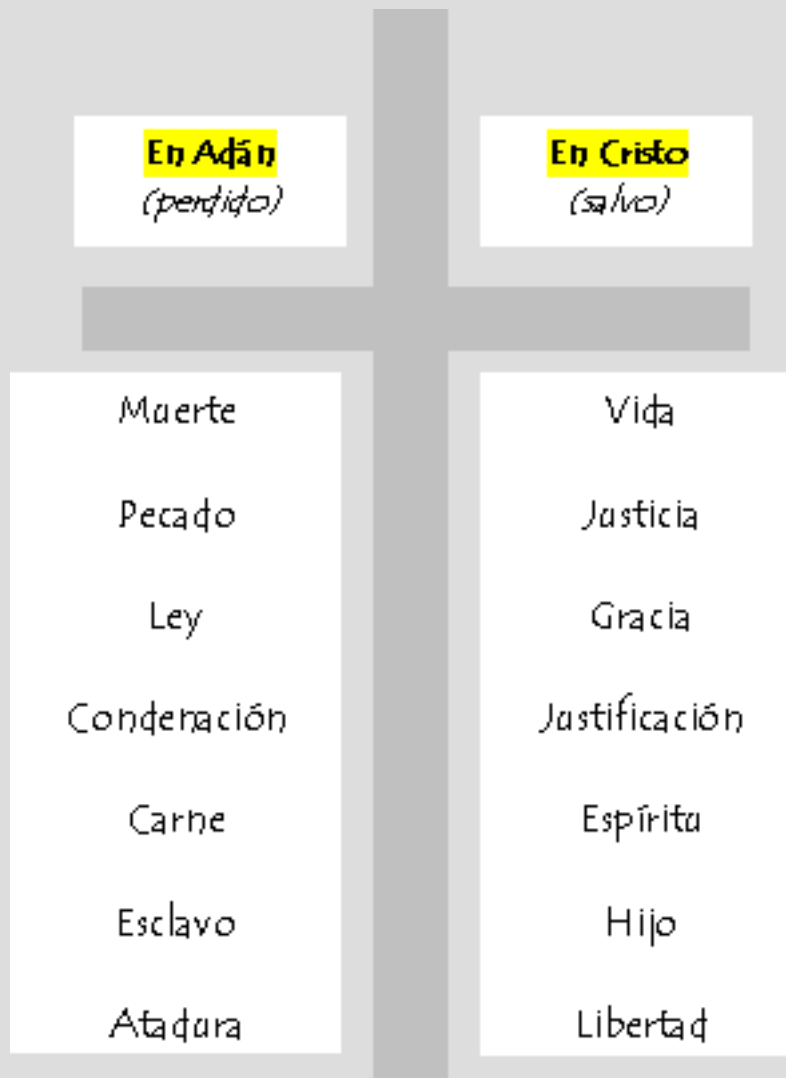 En Adán
(perdido)
En Cristo
(salvo)
Muerte
Pecado
Ley
Condenación
Carne
Esclavo
Atadura
Vida
Justicia
Gracia
Justificación
Espíritu
Hijo
Libertad